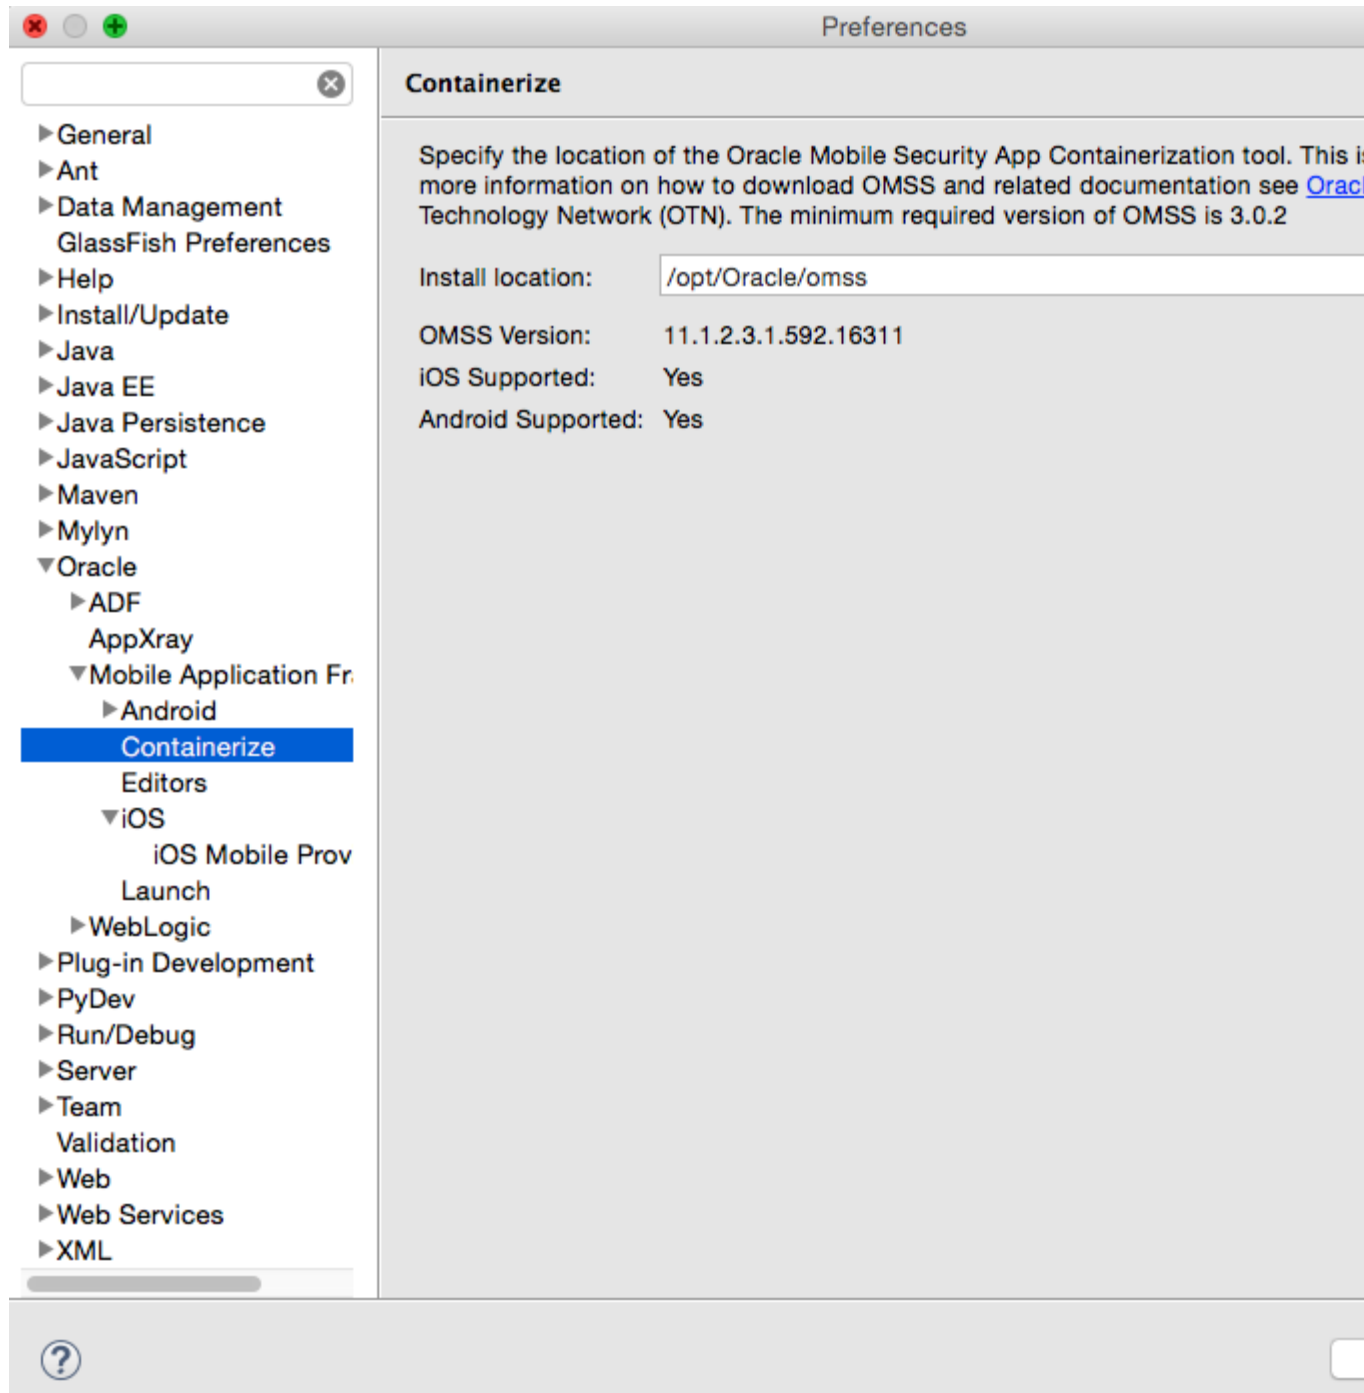 Preferences
General
Ant
Data Management
GlassFish Preferences
Help
Install/Update
Java
Java EE
Java Persistence
JavaScript
Maven
Mylyn
Oracle
ADF
AppXray
Mobile Application Fr
Android
Containerize
Editors
iOS
iOS Mobile Prov
Launch
WebLogic
Plug-in Development
PyDev
Run/Debug
Server
Team
Validation
Web
Web Services
XML
Containerize
Specify the location of the Oracle Mobile Security App Containerization tool. This is
more information on how to download OMSS and related documentation see Oracl
Technology Network (OTN). The minimum required version of OMSS is 3.0.2
Install location: /opt/Oracle/omss
OMSS Version: 11.1.2.3.1.592.16311
iOS Supported: Yes
Android Supported: Yes
?